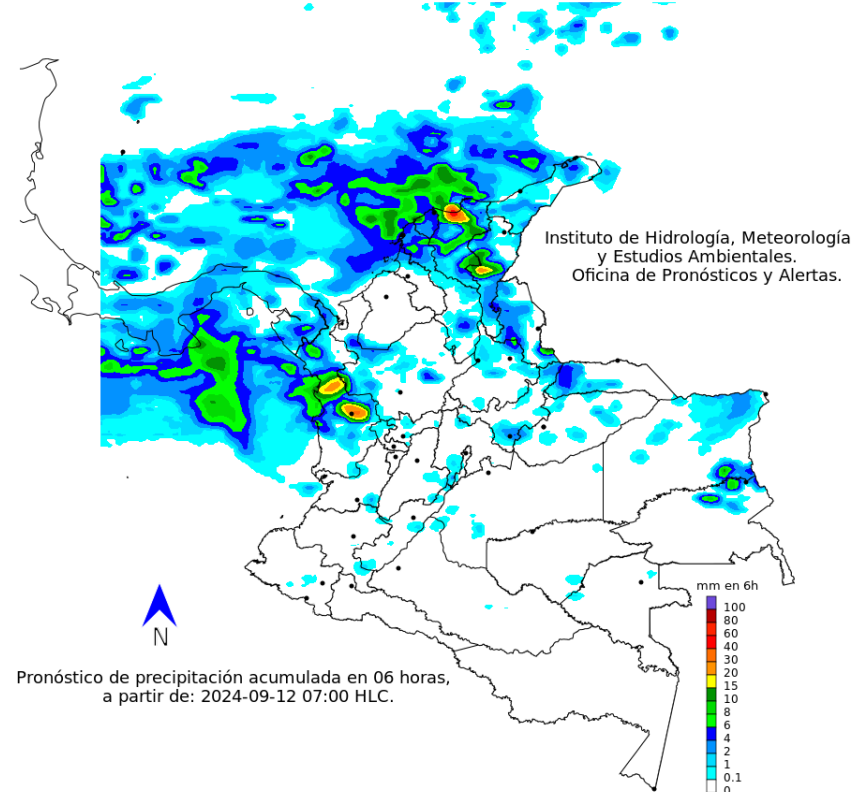 Instituto de Hidrología, Meteorología
y Estudios Ambientales.
Oficina de Pronósticos y Alertas.
mm en 6h
100
80
60
40
30
20
15
10
8
6
4
2
1
0.1
0
N
Pronóstico de precipitación acumulada en 06 horas,
a partir de: 2024-09-12 07:00 HLC.